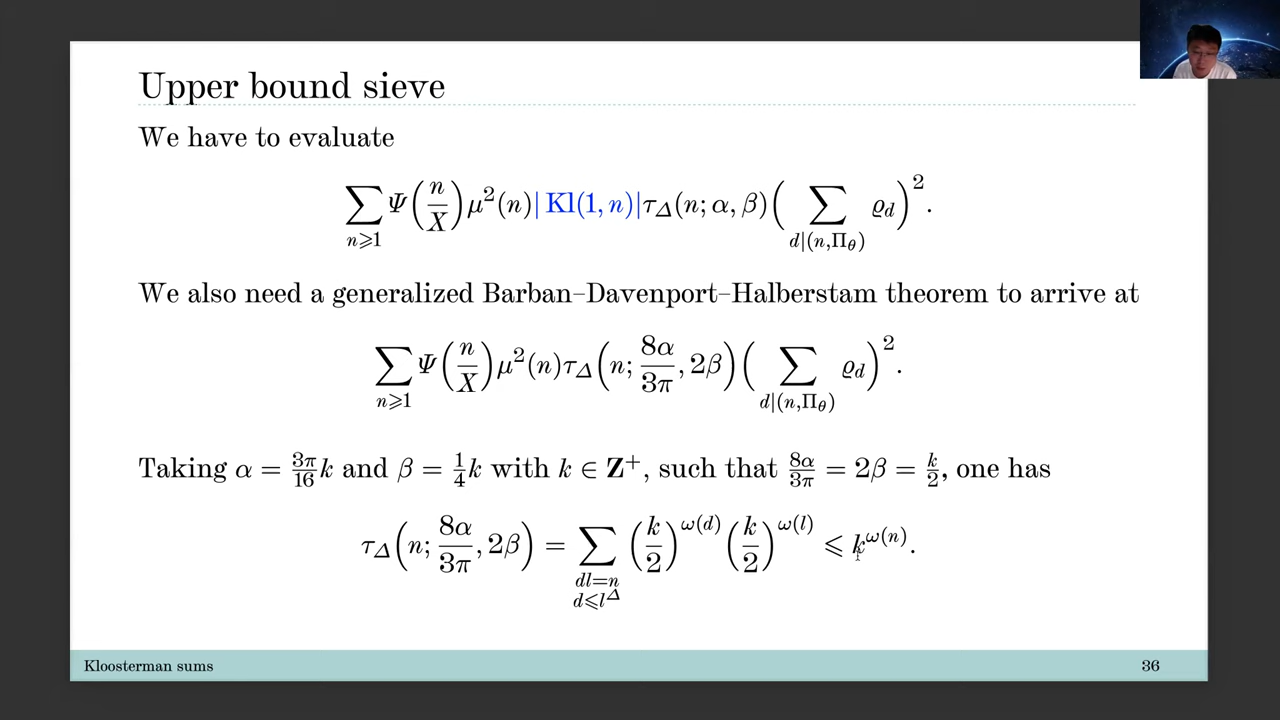 Upper bound sieve
We have to evaluate
∑_{n⩾1} Ψ(n/X) μ²(n)| Kl(1, n)|τ_Δ(n; α, β)(∑_{d|(n,Π_θ)} ϱ_d)².
We also need a generalized Barban–Davenport–Halberstam theorem to arrive at
∑_{n⩾1} Ψ(n/X) μ²(n)τ_Δ(n; 8α/3π, 2β)(∑_{d|(n,Π_θ)} ϱ_d)².
Taking α = 3π/16 k and β = 1/4 k with k ∈ Z⁺, such that 8α/3π = 2β = k/2, one has
τ_Δ(n; 8α/3π, 2β) = ∑_{dl=n, d⩽l^Δ} (k/2)^{ω(d)} (k/2)^{ω(l)} ⩽ k^{ω(n)}.
Kloosterman sums
36